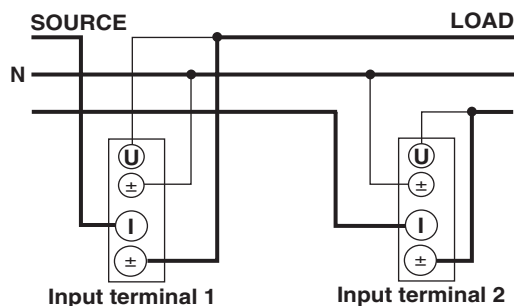 SOURCE LOAD
N
U U
± ±
I I
± ±
Input terminal 1 Input terminal 2